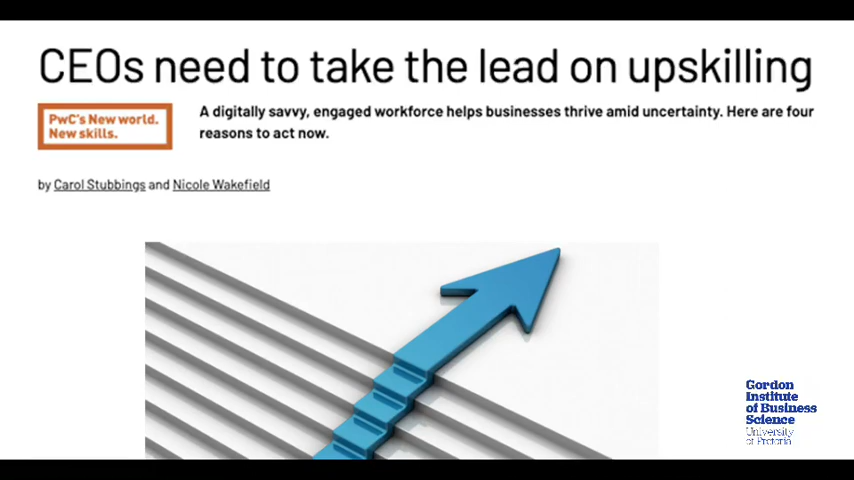 CEOs need to take the lead on upskilling
PwC's New world.
New skills.
A digitally savvy, engaged workforce helps businesses thrive amid uncertainty. Here are four
reasons to act now.
by Carol Stubbings and Nicole Wakefield
Gordon
Institute
of Business
Science
University
of Pretoria